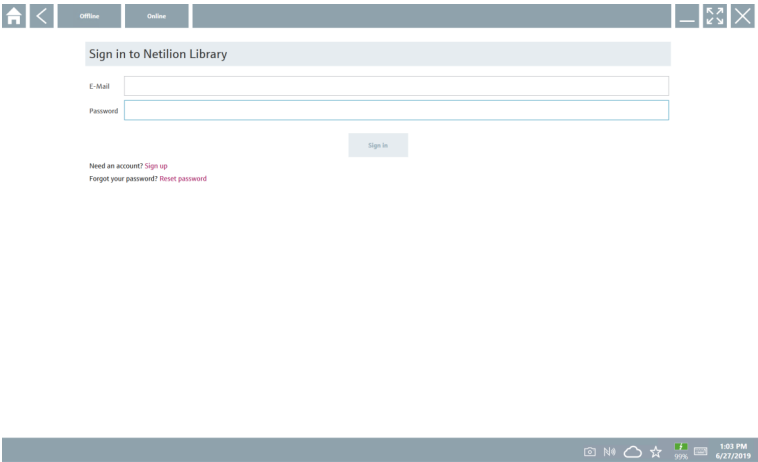 Offline Online
Sign in to Netilion Library
E-Mail
Password
Sign in
Need an account? Sign up
Forgot your password? Reset password
99%
1:03 PM
6/27/2019